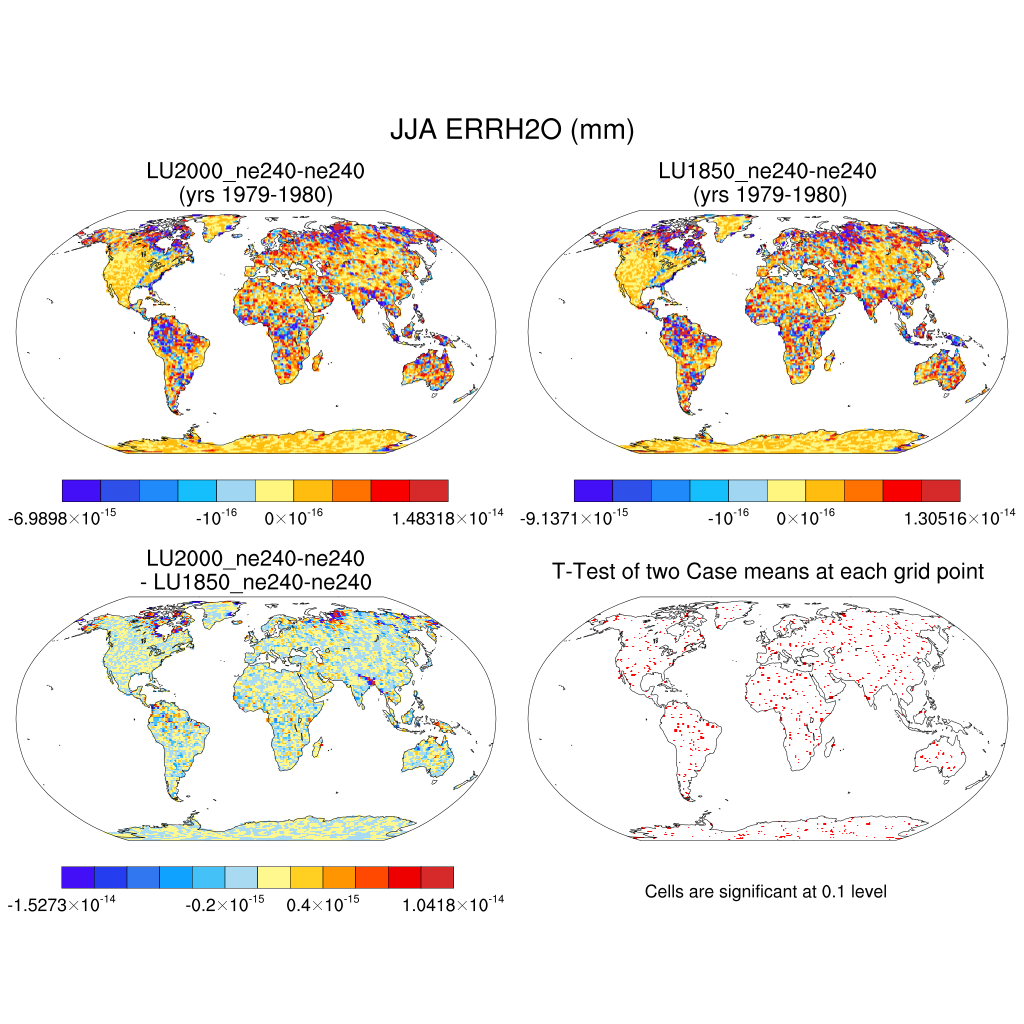 JJA ERRH2O (mm)
LU2000_ne240-ne240
(yrs 1979-1980)
LU1850_ne240-ne240
(yrs 1979-1980)
-6.9898×10⁻¹⁵ -10⁻¹⁶ 0×10⁻¹⁶ 1.48318×10⁻¹⁴
-9.1371×10⁻¹⁵ -10⁻¹⁶ 0×10⁻¹⁶ 1.30516×10⁻¹⁴
LU2000_ne240-ne240
- LU1850_ne240-ne240
T-Test of two Case means at each grid point
-1.5273×10⁻¹⁴ -0.2×10⁻¹⁵ 0.4×10⁻¹⁵ 1.0418×10⁻¹⁴
Cells are significant at 0.1 level